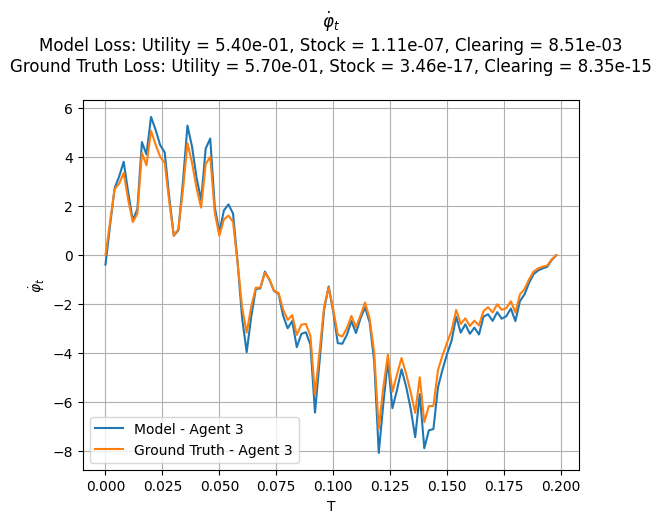 φ̇_t
Model Loss: Utility = 5.40e-01, Stock = 1.11e-07, Clearing = 8.51e-03
Ground Truth Loss: Utility = 5.70e-01, Stock = 3.46e-17, Clearing = 8.35e-15
6
4
2
0
−2
−4
−6
−8
φ̇_t
Model - Agent 3
Ground Truth - Agent 3
0.000 0.025 0.050 0.075 0.100 0.125 0.150 0.175 0.200
T